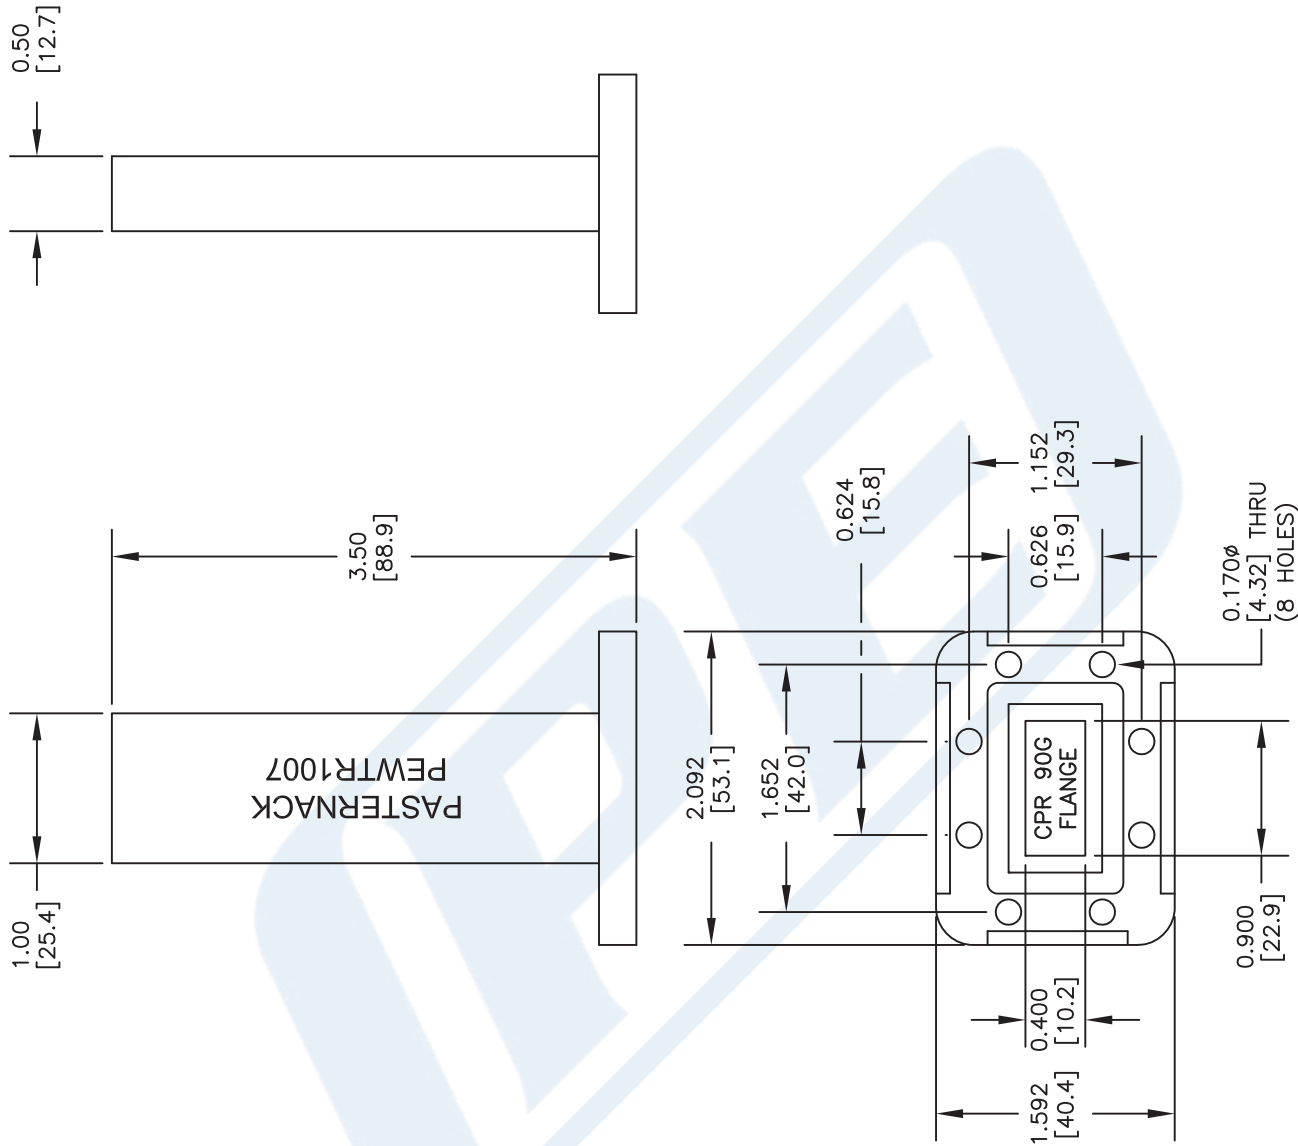 0.50
[12.7]
1.00
[25.4]
3.50
[88.9]
PASTERNACK
PEWTR1007
2.092
[53.1]
1.652
[42.0]
0.624
[15.8]
1.152
[29.3]
0.626
[15.9]
0.170ø
[4.32] THRU
(8 HOLES)
CPR 90G
FLANGE
0.900
[22.9]
0.400
[10.2]
1.592
[40.4]
PE